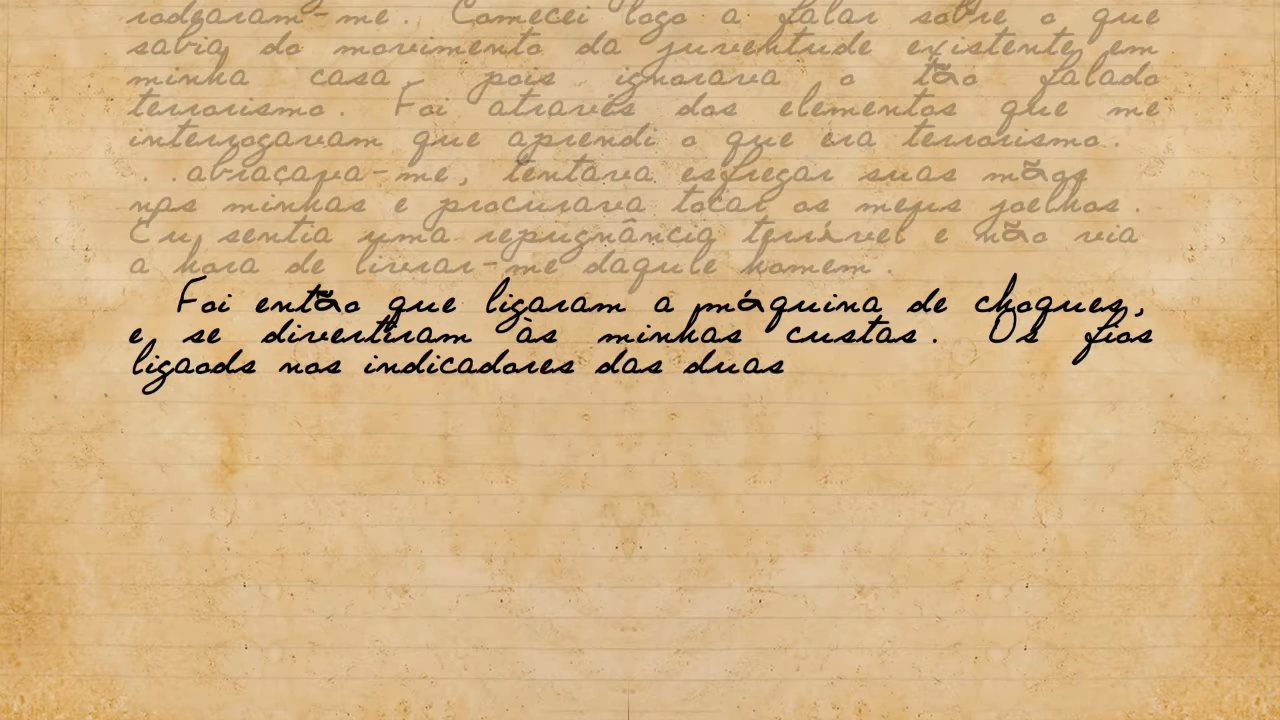 rodearam-me. Comecei logo a falar sobre o que
sabia do movimento da juventude existente em
minha casa, pois ignorava o tão falado
terrorismo. Foi através dos elementos que me
interrogavam que aprendi o que era terrorismo.
. .abraçava-me, tentava esfregar suas mãos
nas minhas e procurava tocar os meus joelhos.
Eu sentia uma repugnância terrível e não via
a hora de livrar-me daquele homem.
Foi então que ligaram a máquina de choques,
e se divertiram às minhas custas. Os fios
ligaods nos indicadores das duas